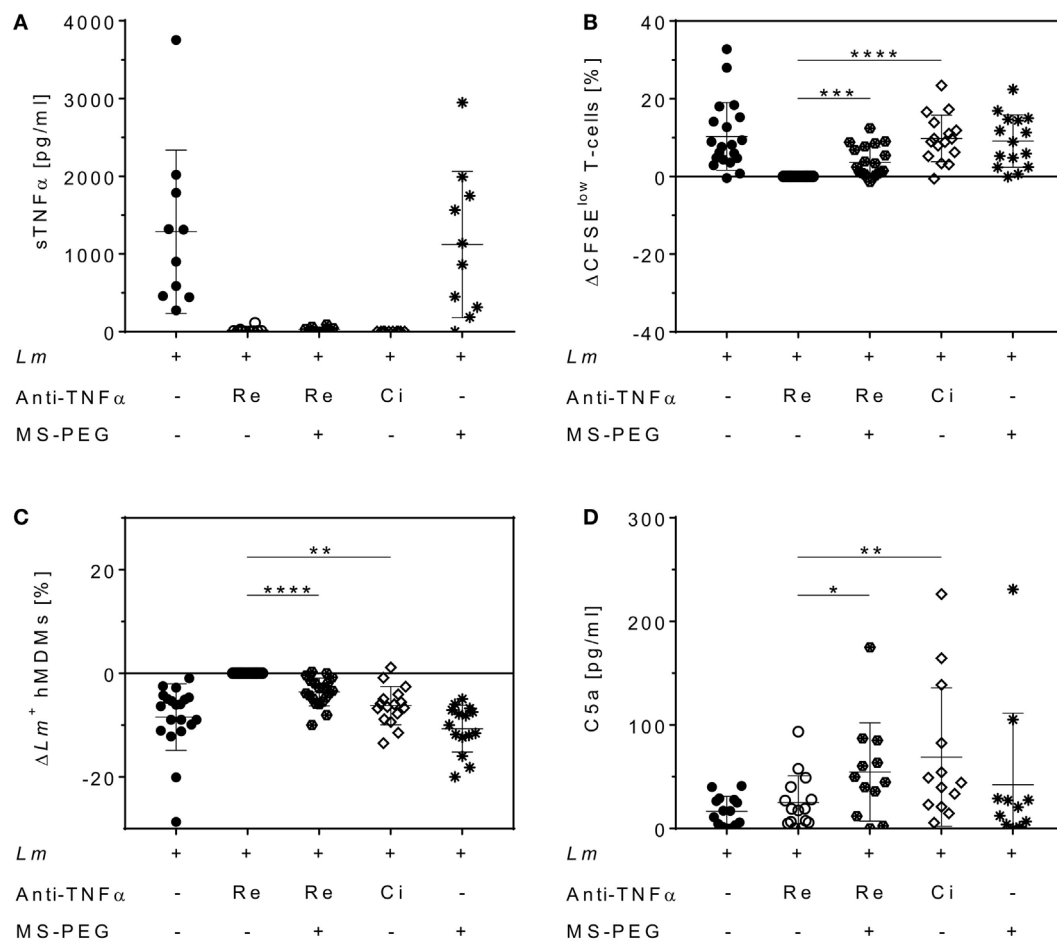 A
4000
3000
2000
1000
0
sTNFα [pg/ml]
Lm + + + + +
Anti-TNFα - Re Re Ci -
MS-PEG - - + - +
B
40
20
0
-20
-40
ΔCFSElow T-cells [%]
****
***
Lm + + + + +
Anti-TNFα - Re Re Ci -
MS-PEG - - + - +
C
20
0
-20
ΔLm+ hMDMs [%]
**
****
Lm + + + + +
Anti-TNFα - Re Re Ci -
MS-PEG - - + - +
D
300
200
100
0
C5a [pg/ml]
**
*
Lm + + + + +
Anti-TNFα - Re Re Ci -
MS-PEG - - + - +